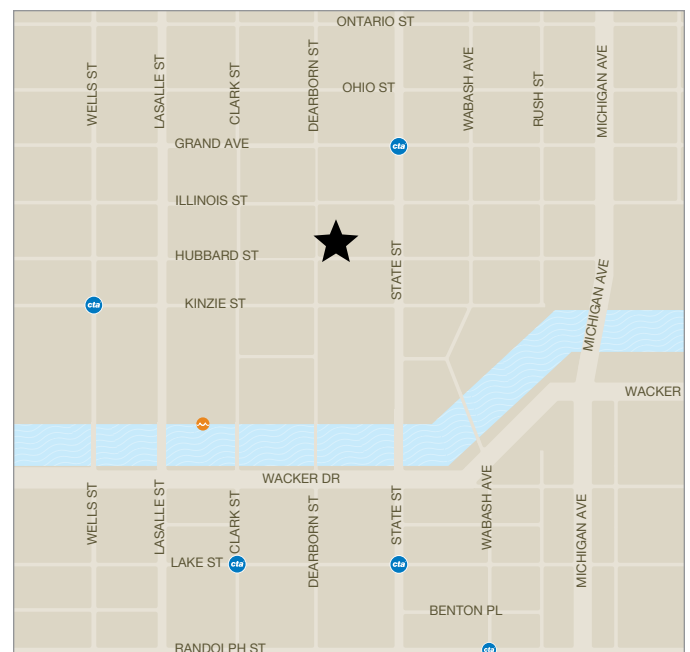 ONTARIO ST
WELLS ST
LASALLE ST
CLARK ST
DEARBORN ST
OHIO ST
WABASH AVE
RUSH ST
MICHIGAN AVE
GRAND AVE
cta
ILLINOIS ST
HUBBARD ST
STATE ST
MICHIGAN AVE
cta
KINZIE ST
WACKER
WACKER DR
WELLS ST
LASALLE ST
CLARK ST
DEARBORN ST
STATE ST
WABASH AVE
MICHIGAN AVE
LAKE ST
cta
cta
BENTON PL
RANDOLPH ST
cta